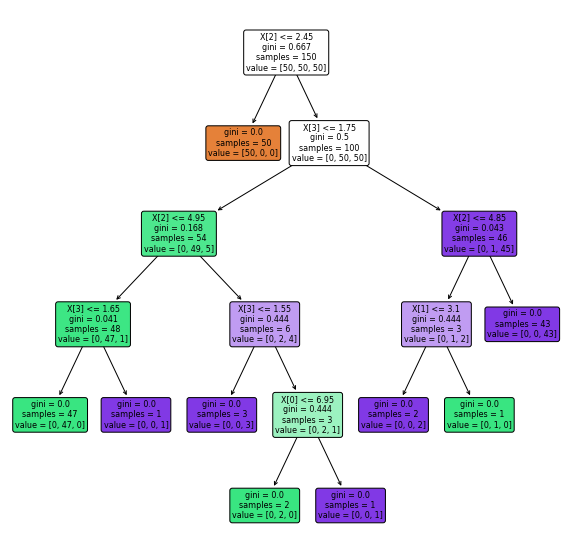 X[2] <= 2.45
gini = 0.667
samples = 150
value = [50, 50, 50]
gini = 0.0
samples = 50
value = [50, 0, 0]
X[3] <= 1.75
gini = 0.5
samples = 100
value = [0, 50, 50]
X[2] <= 4.95
gini = 0.168
samples = 54
value = [0, 49, 5]
X[2] <= 4.85
gini = 0.043
samples = 46
value = [0, 1, 45]
X[3] <= 1.65
gini = 0.041
samples = 48
value = [0, 47, 1]
X[3] <= 1.55
gini = 0.444
samples = 6
value = [0, 2, 4]
X[1] <= 3.1
gini = 0.444
samples = 3
value = [0, 1, 2]
gini = 0.0
samples = 43
value = [0, 0, 43]
gini = 0.0
samples = 47
value = [0, 47, 0]
gini = 0.0
samples = 1
value = [0, 0, 1]
gini = 0.0
samples = 3
value = [0, 0, 3]
X[0] <= 6.95
gini = 0.444
samples = 3
value = [0, 2, 1]
gini = 0.0
samples = 2
value = [0, 0, 2]
gini = 0.0
samples = 1
value = [0, 1, 0]
gini = 0.0
samples = 2
value = [0, 2, 0]
gini = 0.0
samples = 1
value = [0, 0, 1]